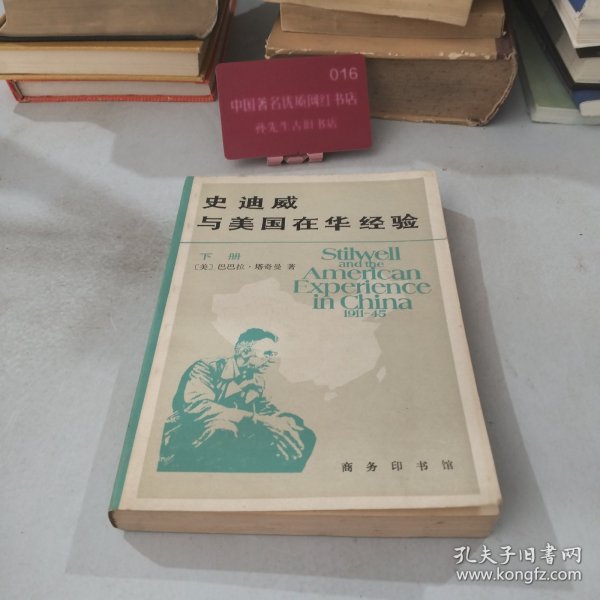 016
中国著名优质网红书店
孙先生古旧书店
史迪威
与美国在华经验
下册
〔美〕巴巴拉·塔奇曼 著
Stilwell
and the
American
Experience
in China
1911-45
商务印书馆
孔夫子旧书网
www.kongfz.com